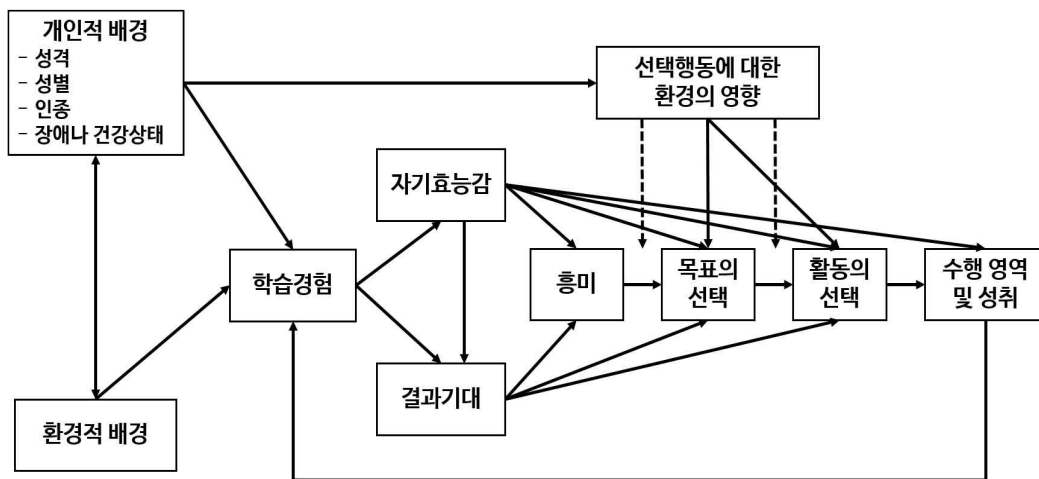 개인적 배경
- 성격
- 성별
- 인종
- 장애나 건강상태
선택행동에 대한
환경의 영향
자기효능감
학습경험
흥미
목표의
선택
활동의
선택
수행 영역
및 성취
결과기대
환경적 배경